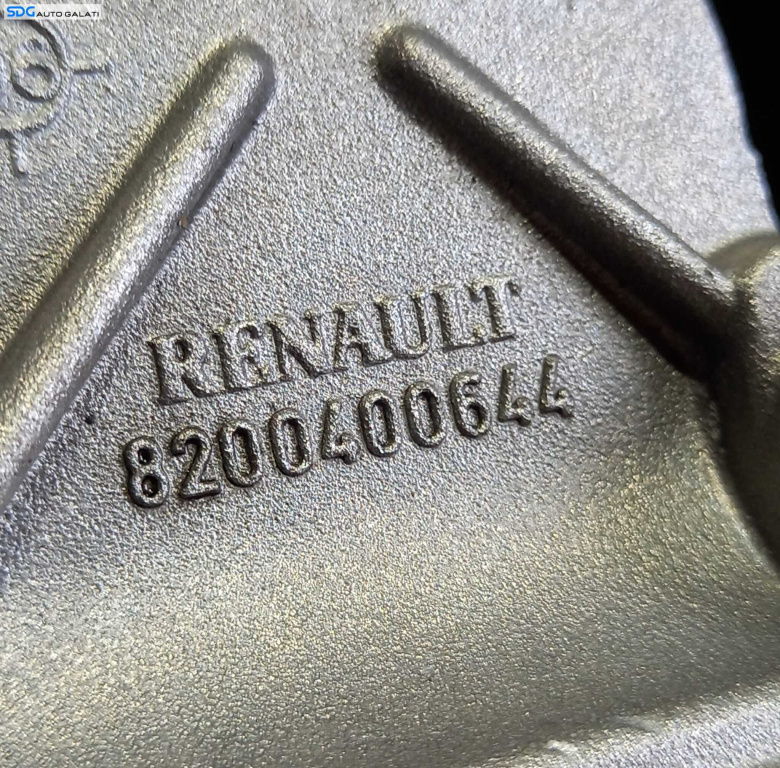 SDG AUTO GALATI
RENAULT
8200400644